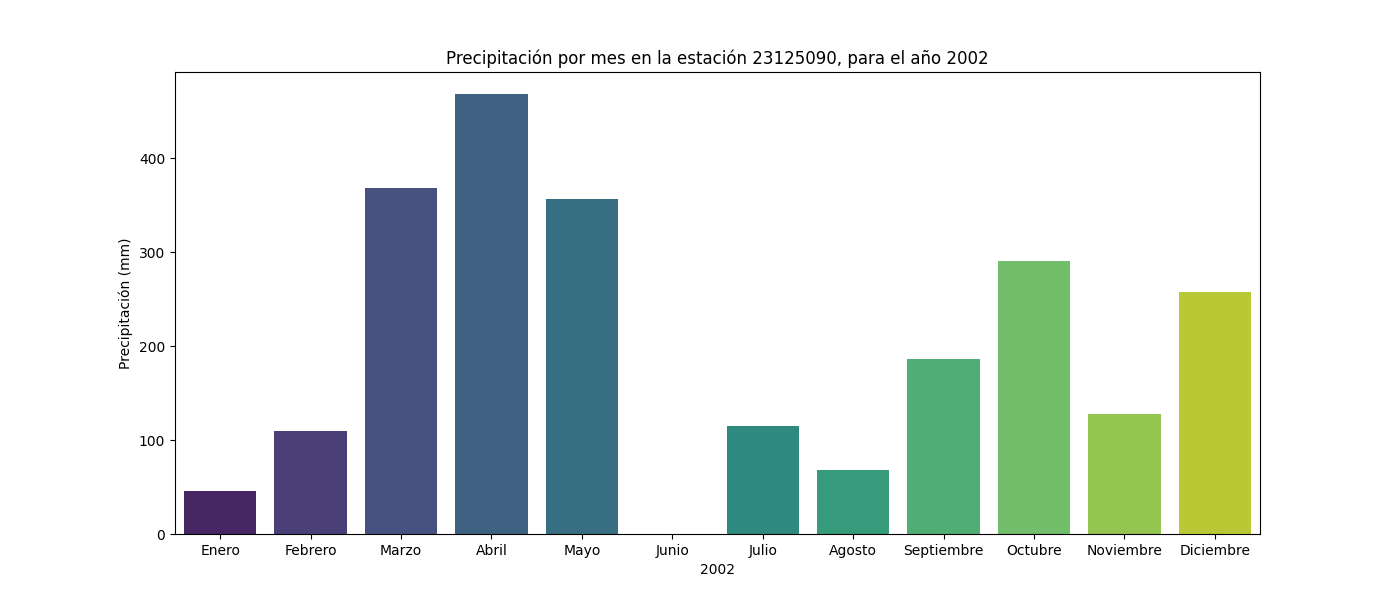 Precipitación por mes en la estación 23125090, para el año 2002
Precipitación (mm)
400
300
200
100
0
Enero Febrero Marzo Abril Mayo Junio Julio Agosto Septiembre Octubre Noviembre Diciembre
2002